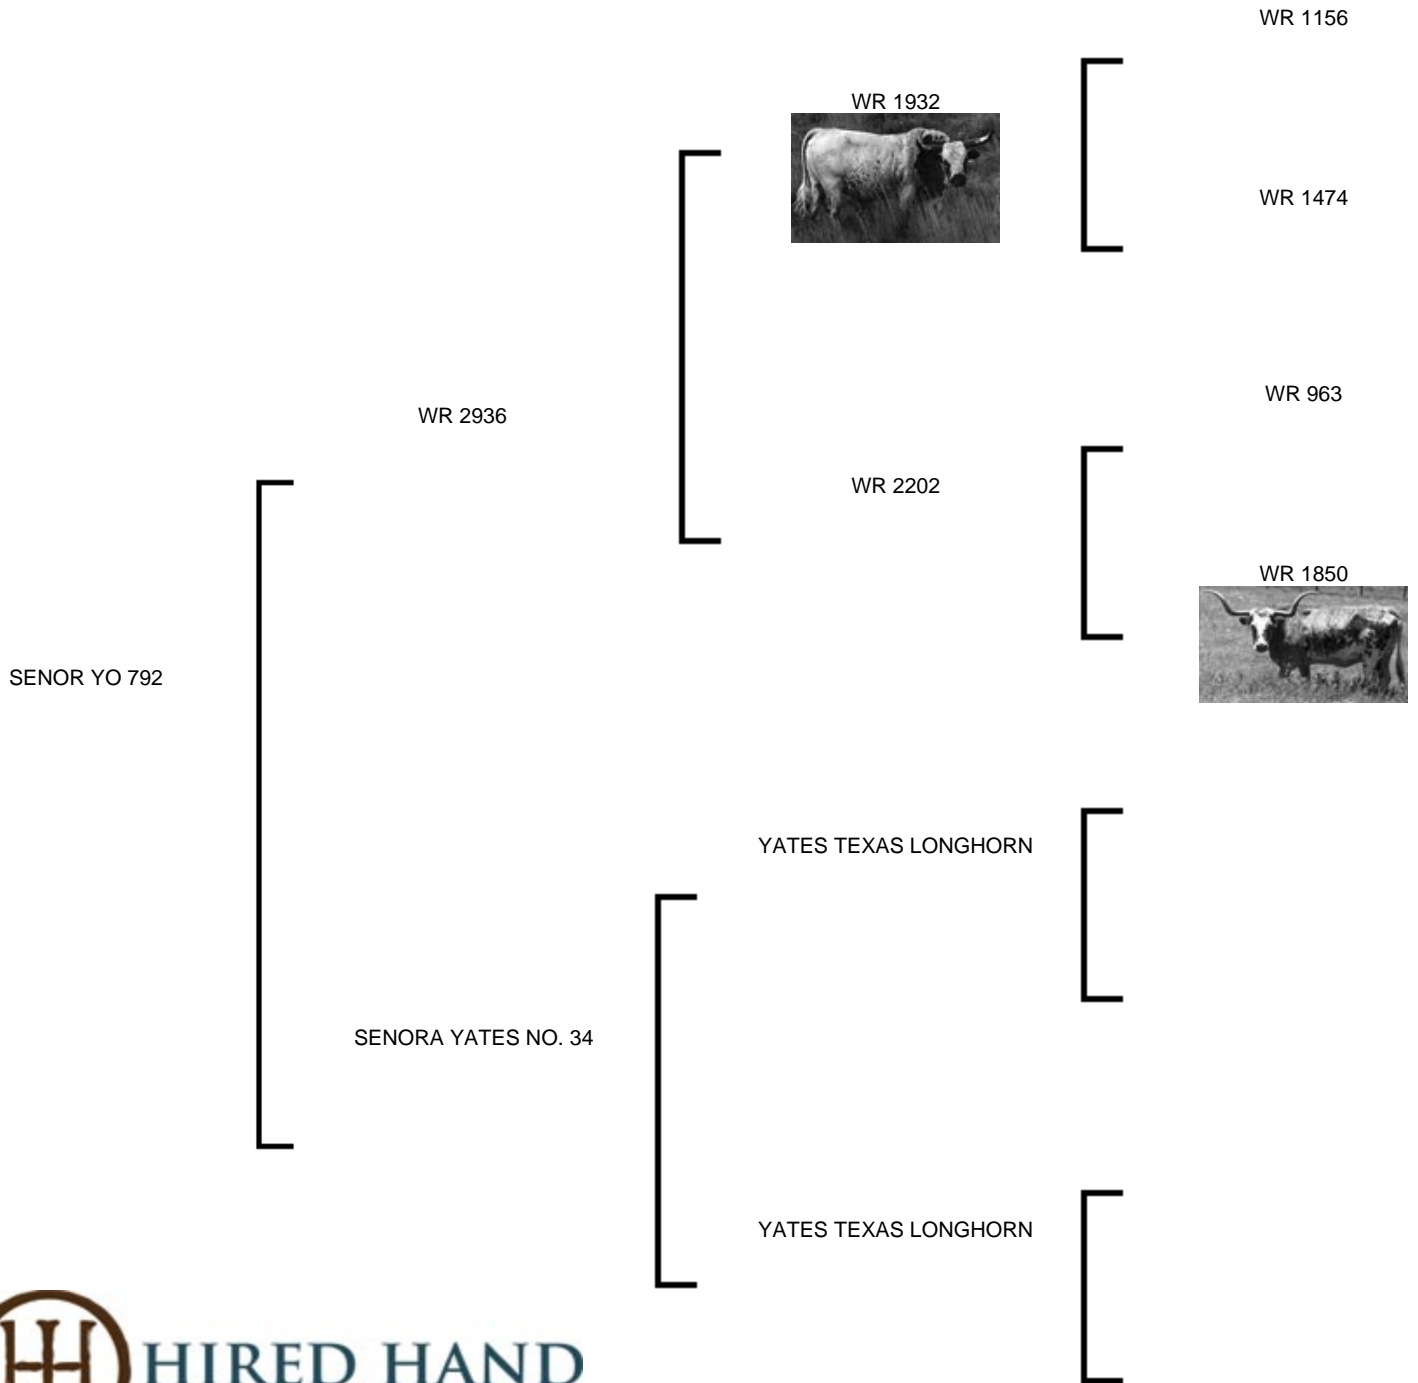 WR 1156
WR 1932
WR 1474
WR 963
WR 2936
WR 2202
WR 1850
SENOR YO 792
YATES TEXAS LONGHORN
SENORA YATES NO. 34
YATES TEXAS LONGHORN
HIRED HAND